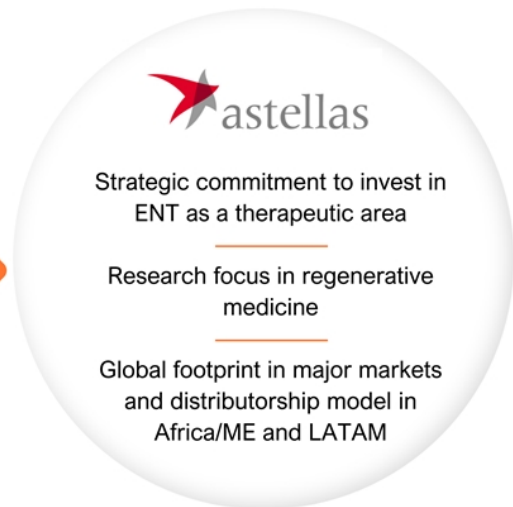 astellas
Strategic commitment to invest in
ENT as a therapeutic area
Research focus in regenerative
medicine
Global footprint in major markets
and distributorship model in
Africa/ME and LATAM